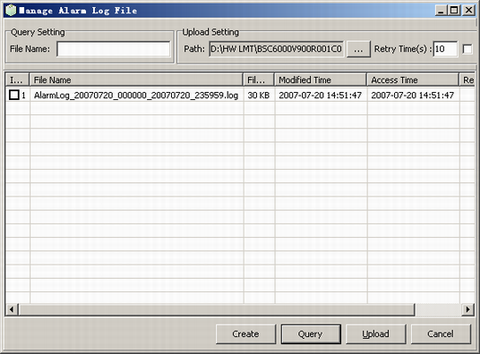 Manage Alarm Log File
Query Setting
File Name:
Upload Setting
Path: D:\HW LMT\BSC6000V900R001C0 ... Retry Time(s) : 10
I... File Name Fil... Modified Time Access Time Re
1 AlarmLog_20070720_000000_20070720_235959.log 30 KB 2007-07-20 14:51:47 2007-07-20 14:51:47
Create Query Upload Cancel